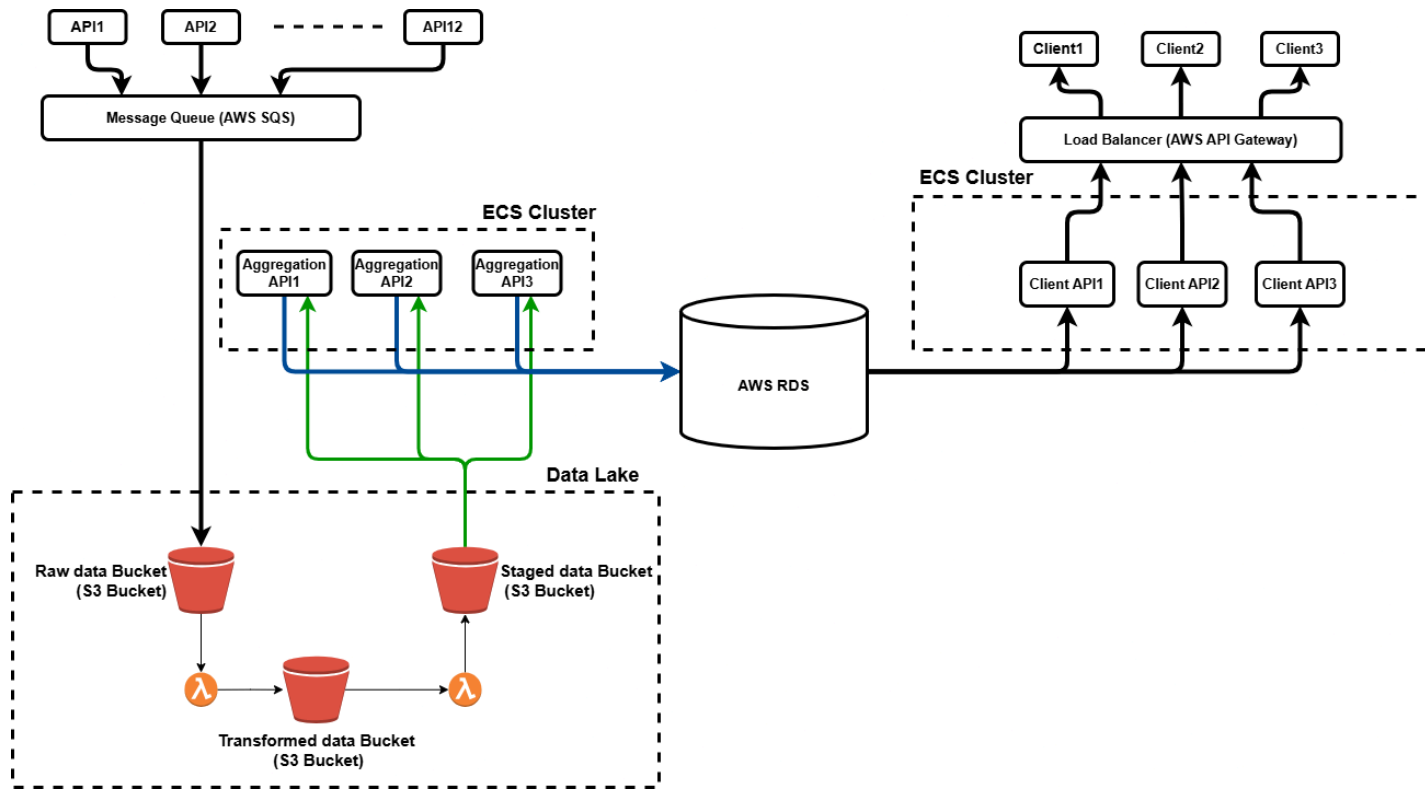 API1
API2
API12
Message Queue (AWS SQS)
Client1
Client2
Client3
Load Balancer (AWS API Gateway)
ECS Cluster
Client API1
Client API2
Client API3
ECS Cluster
Aggregation
API1
Aggregation
API2
Aggregation
API3
AWS RDS
Data Lake
Raw data Bucket
(S3 Bucket)
Staged data Bucket
(S3 Bucket)
λ
λ
Transformed data Bucket
(S3 Bucket)